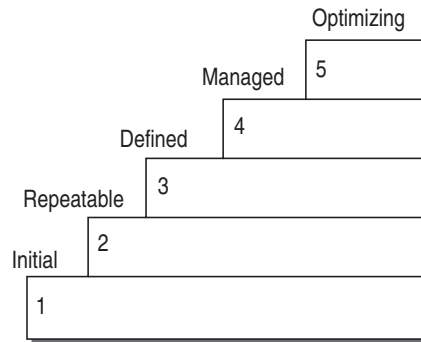 Optimizing
5
Managed
4
Defined
3
Repeatable
2
Initial
1